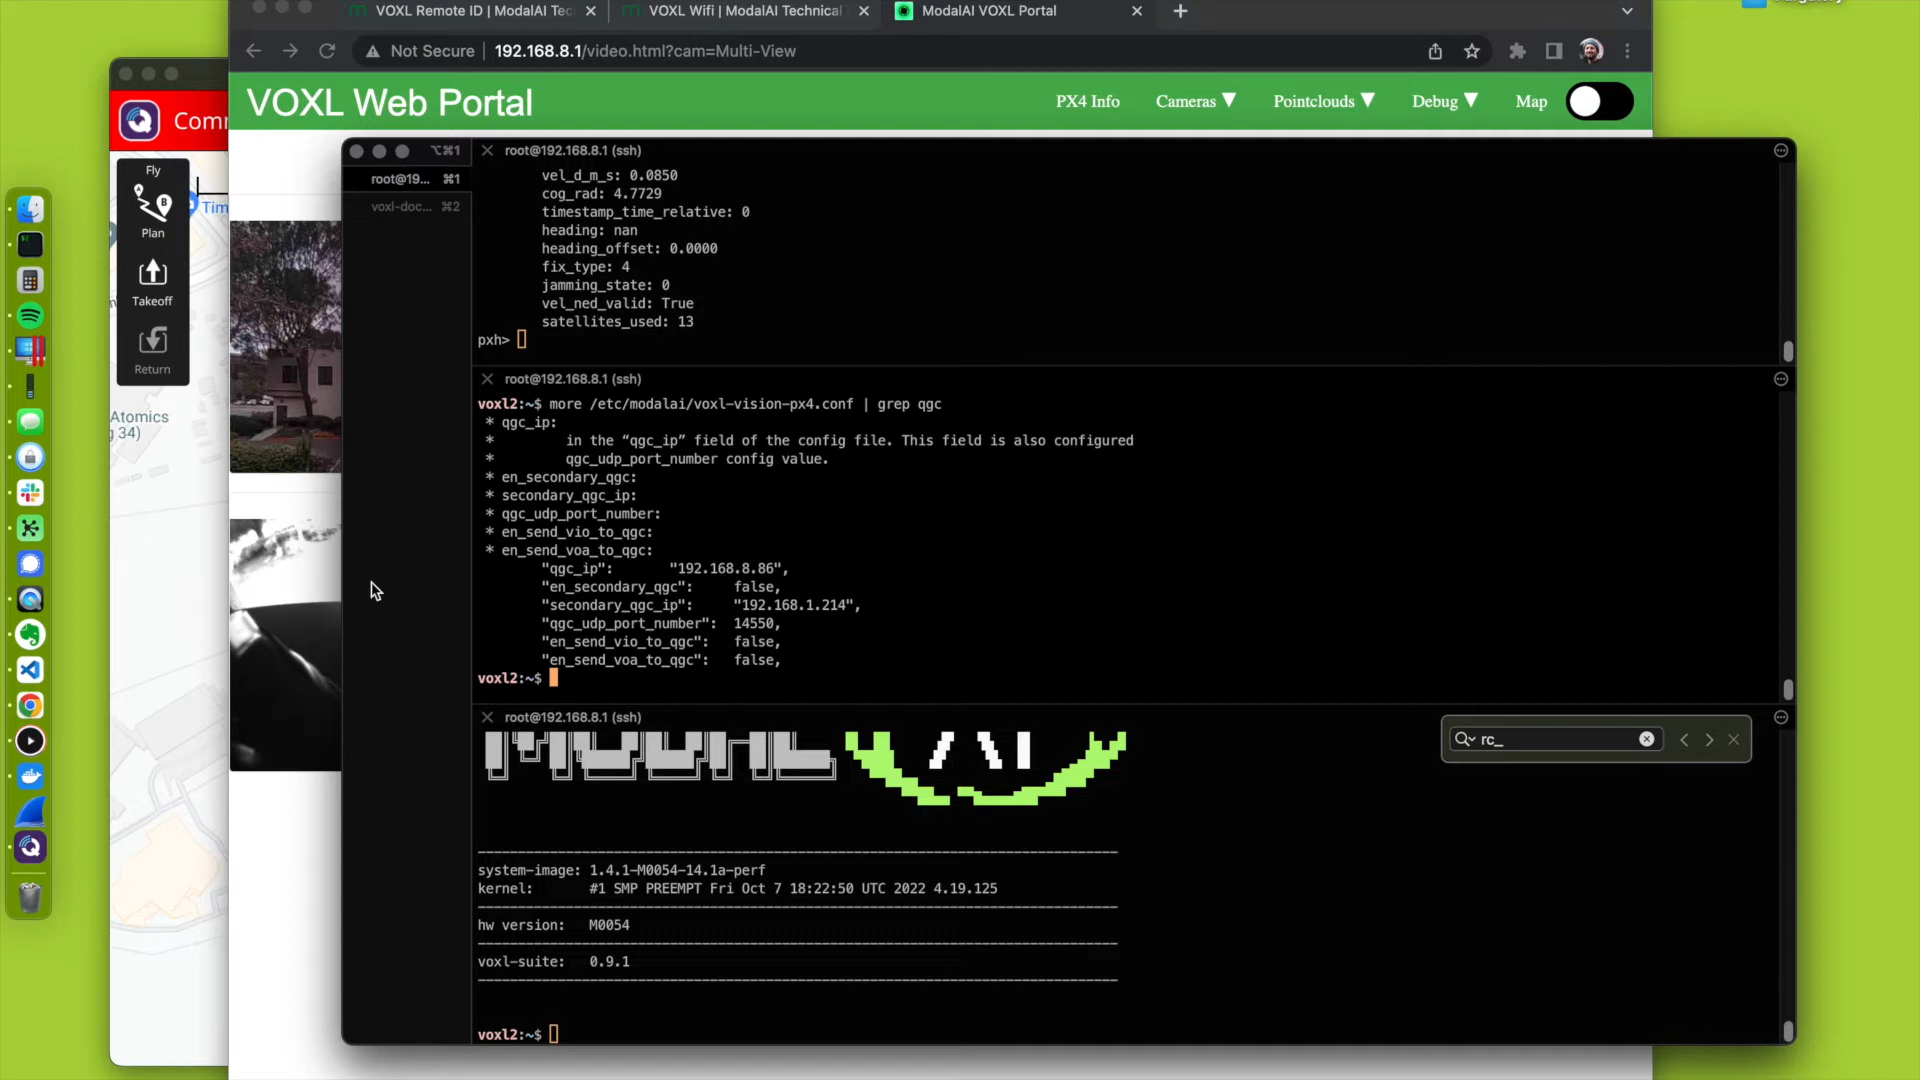 VOXL Remote ID | ModalAI Tec
VOXL Wifi | ModalAI Technical
ModalAI VOXL Portal
Not Secure
192.168.8.1/video.html?cam=Multi-View
VOXL Web Portal
PX4 Info
Cameras ▼
Pointclouds ▼
Debug ▼
Map
Fly
Plan
Takeoff
Return
Atomics
⌥⌘1
root@19... ⌘1
voxl-doc... ⌘2
root@192.168.8.1 (ssh)
vel_d_m_s: 0.0850
cog_rad: 4.7729
timestamp_time_relative: 0
heading: nan
heading_offset: 0.0000
fix_type: 4
jamming_state: 0
vel_ned_valid: True
satellites_used: 13
pxh>
root@192.168.8.1 (ssh)
voxl2:~$ more /etc/modalai/voxl-vision-px4.conf | grep qgc
* qgc_ip:
* in the “qgc_ip” field of the config file. This field is also configured
* qgc_udp_port_number config value.
* en_secondary_qgc:
* secondary_qgc_ip:
* qgc_udp_port_number:
* en_send_vio_to_qgc:
* en_send_voa_to_qgc:
"qgc_ip": "192.168.8.86",
"en_secondary_qgc": false,
"secondary_qgc_ip": "192.168.1.214",
"qgc_udp_port_number": 14550,
"en_send_vio_to_qgc": false,
"en_send_voa_to_qgc": false,
voxl2:~$
root@192.168.8.1 (ssh)
rc_
system-image: 1.4.1-M0054-14.1a-perf
kernel: #1 SMP PREEMPT Fri Oct 7 18:22:50 UTC 2022 4.19.125
hw version: M0054
voxl-suite: 0.9.1
voxl2:~$